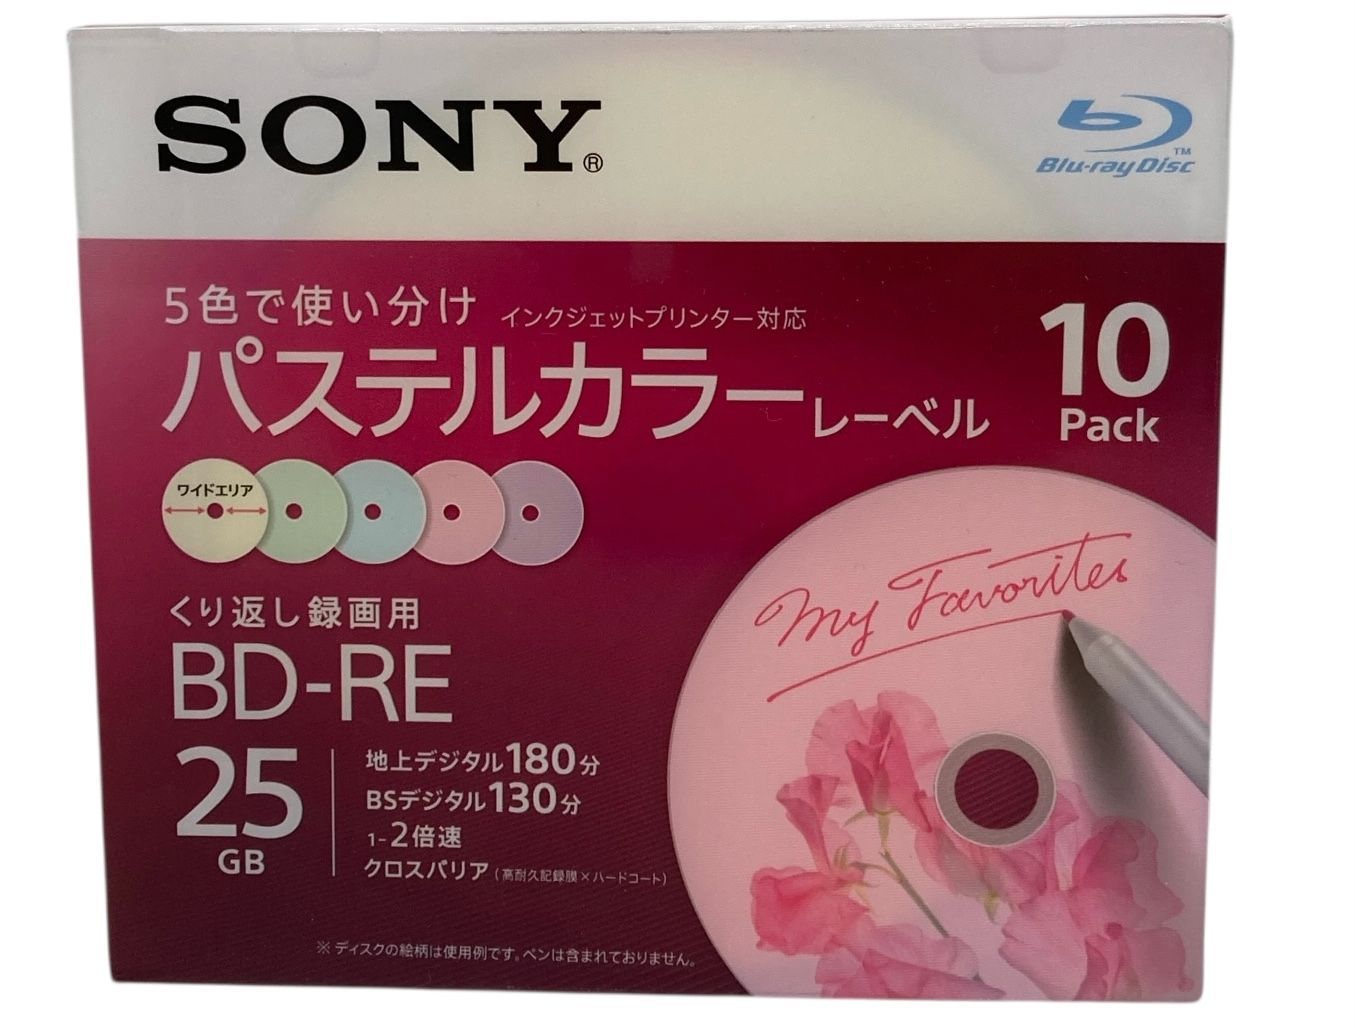 SONY®
Blu-ray Disc™
5色で使い分け インクジェットプリンター対応
パステルカラーレーベル
10
Pack
ワイドエリア
My Favorites
くり返し録画用
BD-RE
25
GB
地上デジタル180分
BSデジタル130分
1-2倍速
クロスバリア(高耐久記録膜×ハードコート)
※ ディスクの絵柄は使用例です。ペンは含まれておりません。